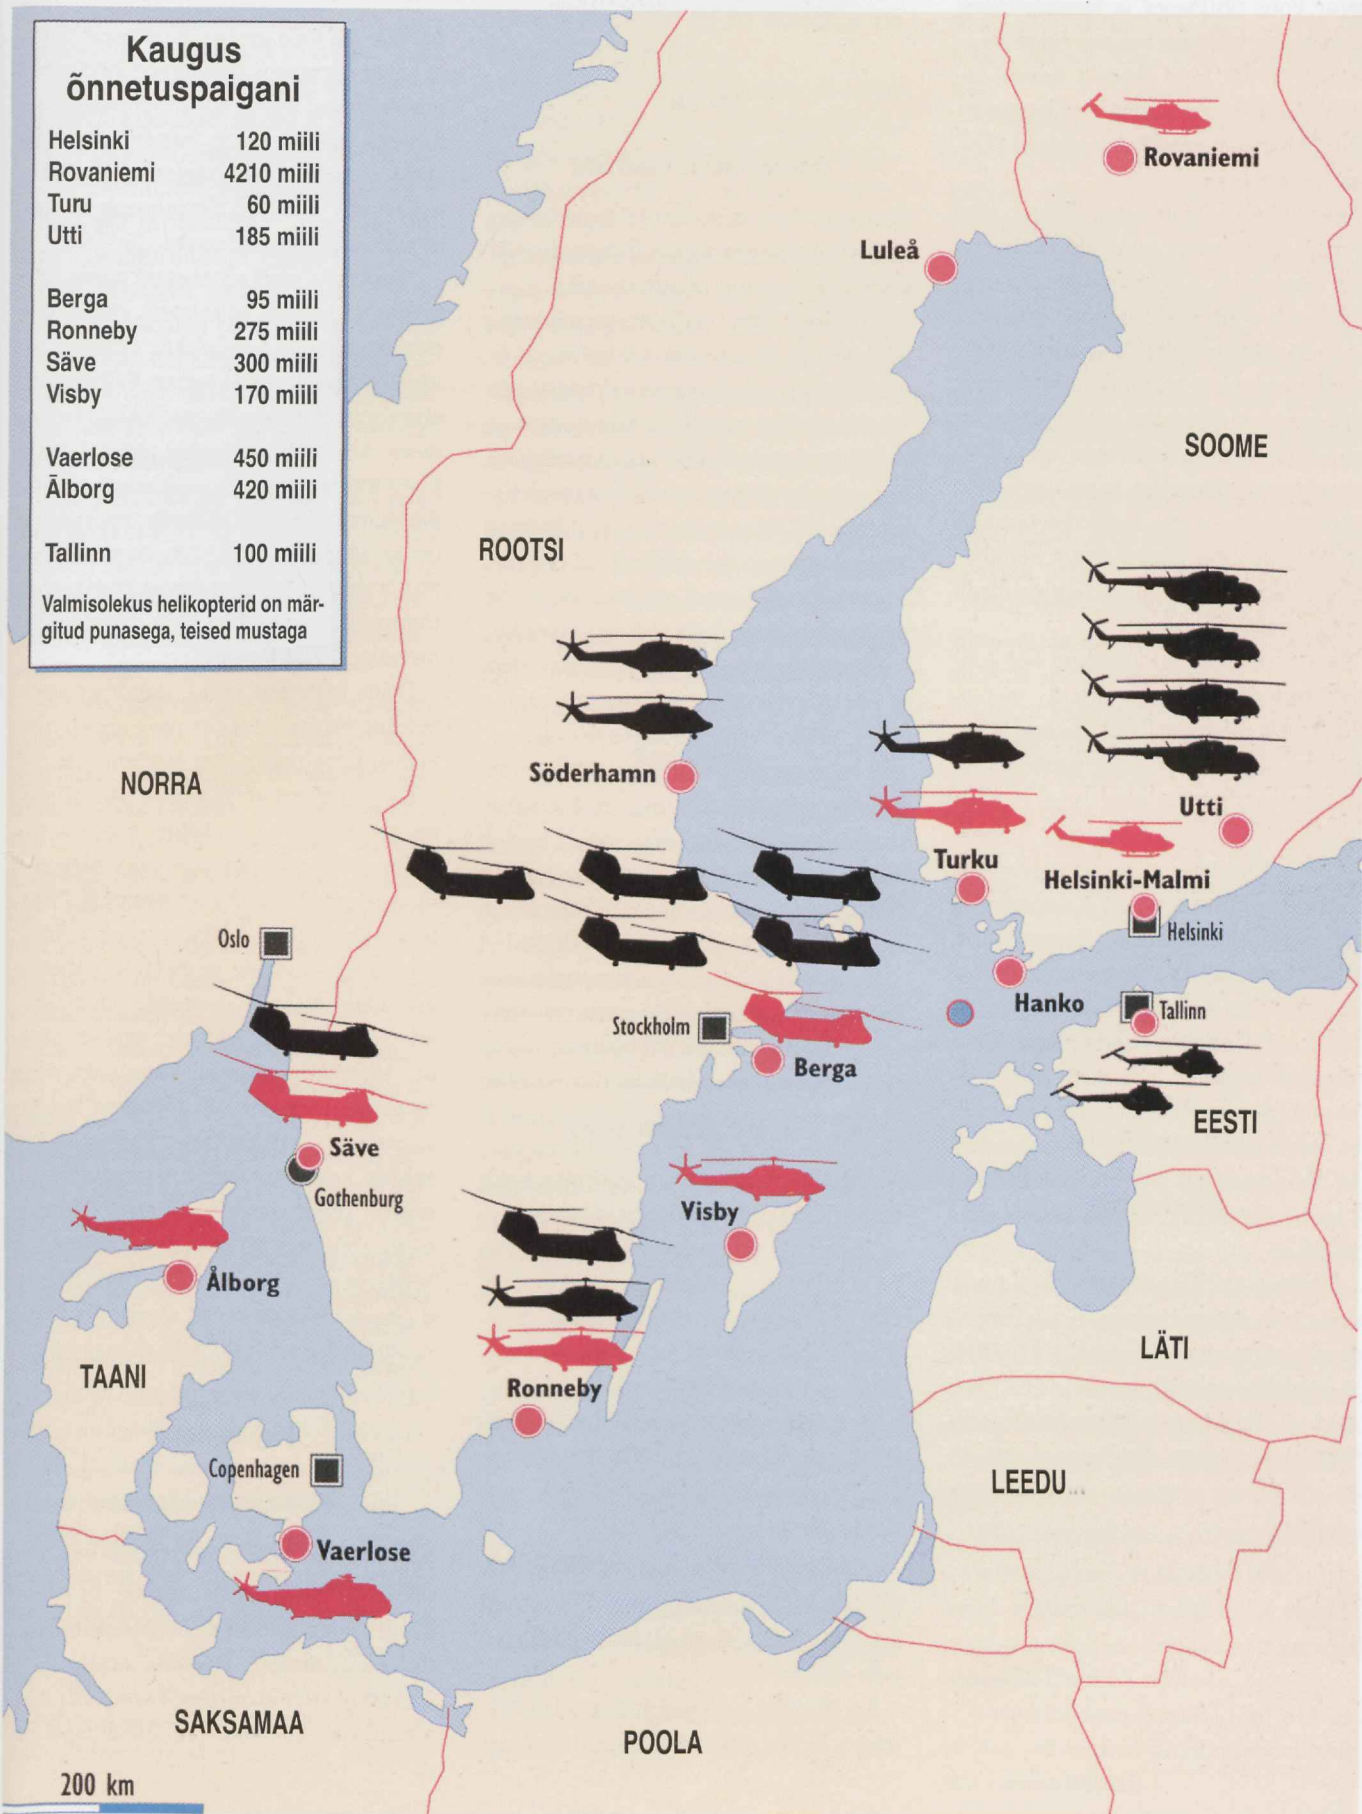 Kaugus
õnnetuspaigani
Helsinki 120 miili
Rovaniemi 4210 miili
Turu 60 miili
Utti 185 miili
Berga 95 miili
Ronneby 275 miili
Säve 300 miili
Visby 170 miili
Vaerlose 450 miili
Ālborg 420 miili
Tallinn 100 miili
Valmisolekus helikopterid on mär-
gitud punasega, teised mustaga
Rovaniemi
Luleå
SOOME
ROOTSI
NORRA
Söderhamn
Utti
Turku
Helsinki-Malmi
Helsinki
Oslo
Hanko
Tallinn
Stockholm
Berga
EESTI
Säve
Gothenburg
Visby
Ålborg
LÄTI
TAANI
Ronneby
Copenhagen
LEEDU
Vaerlose
SAKSAMAA
POOLA
200 km